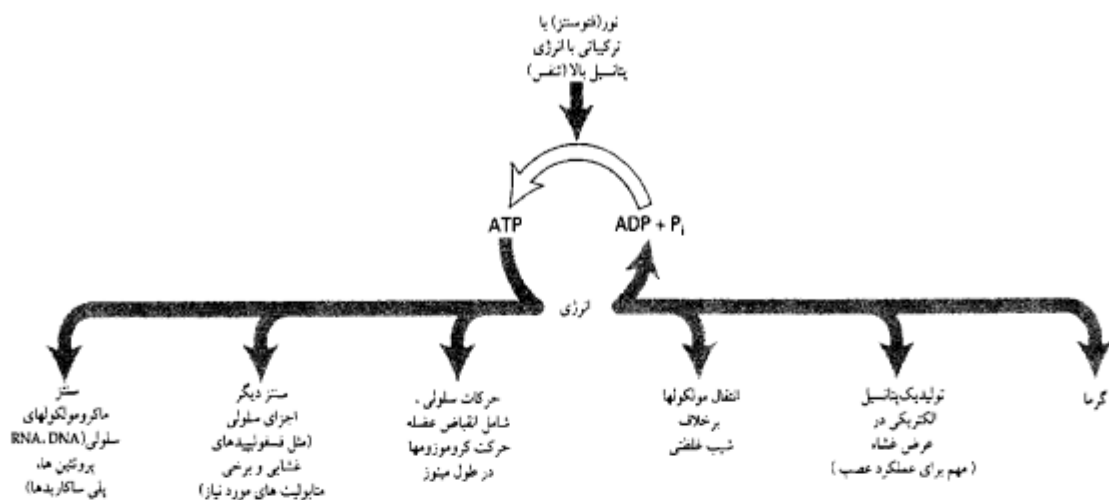 نور(فتوسنتز) یا
ترکیباتی با انرژی
پتانسیل بالا (تنفس)
ATP
ADP + Pi
انرژی
سنتز
ماکرومولکولهای
سلولی(RNA، DNA
پروتئین ها،
پلی ساکاریدها)
سنتز دیگر
اجزای سلولی
(مثل فسفولیپیدهای
غشایی و برخی
متابولیت های مورد نیاز)
حرکات سلولی ،
شامل انقباض عضله
حرکت کروموزومها
در طول میتوز
انتقال مولکولها
برخلاف
شیب غلظتی
تولیدیک‌پتانسیل
الکتریکی در
عرض غشاء
( مهم برای عملکرد عصب )
گرما